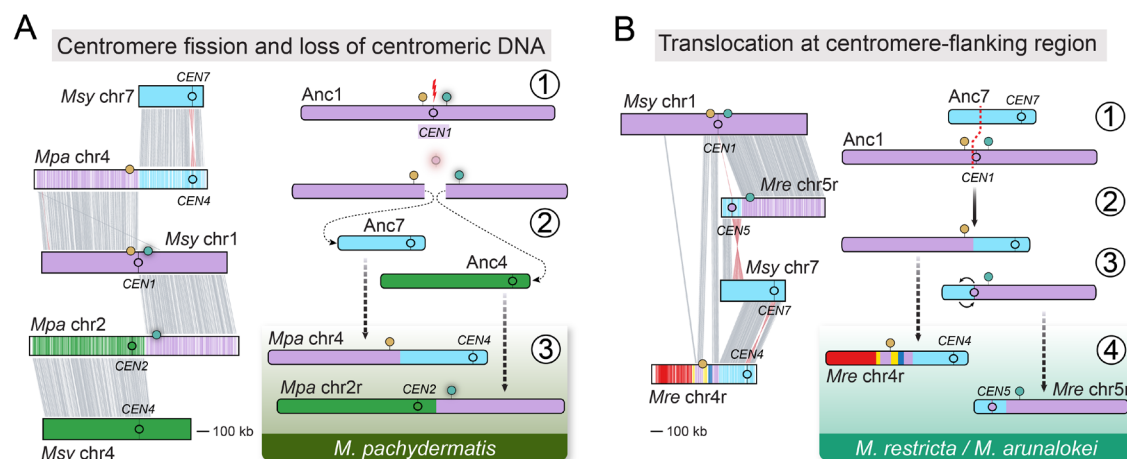 A
Centromere fission and loss of centromeric DNA
CEN7
Msy chr7
Mpa chr4
CEN4
Msy chr1
CEN1
Mpa chr2
CEN2
CEN4
Msy chr4
100 kb
Anc1
1
CEN1
2
Anc7
Anc4
3
Mpa chr4
CEN4
Mpa chr2r
CEN2
M. pachydermatis
B
Translocation at centromere-flanking region
Msy chr1
CEN1
Mre chr5r
CEN5
Msy chr7
CEN7
CEN4
Mre chr4r
100 kb
Anc7
CEN7
1
Anc1
CEN1
2
3
4
CEN4
Mre chr4r
CEN5
Mre chr5r
M. restricta / M. arunalokei